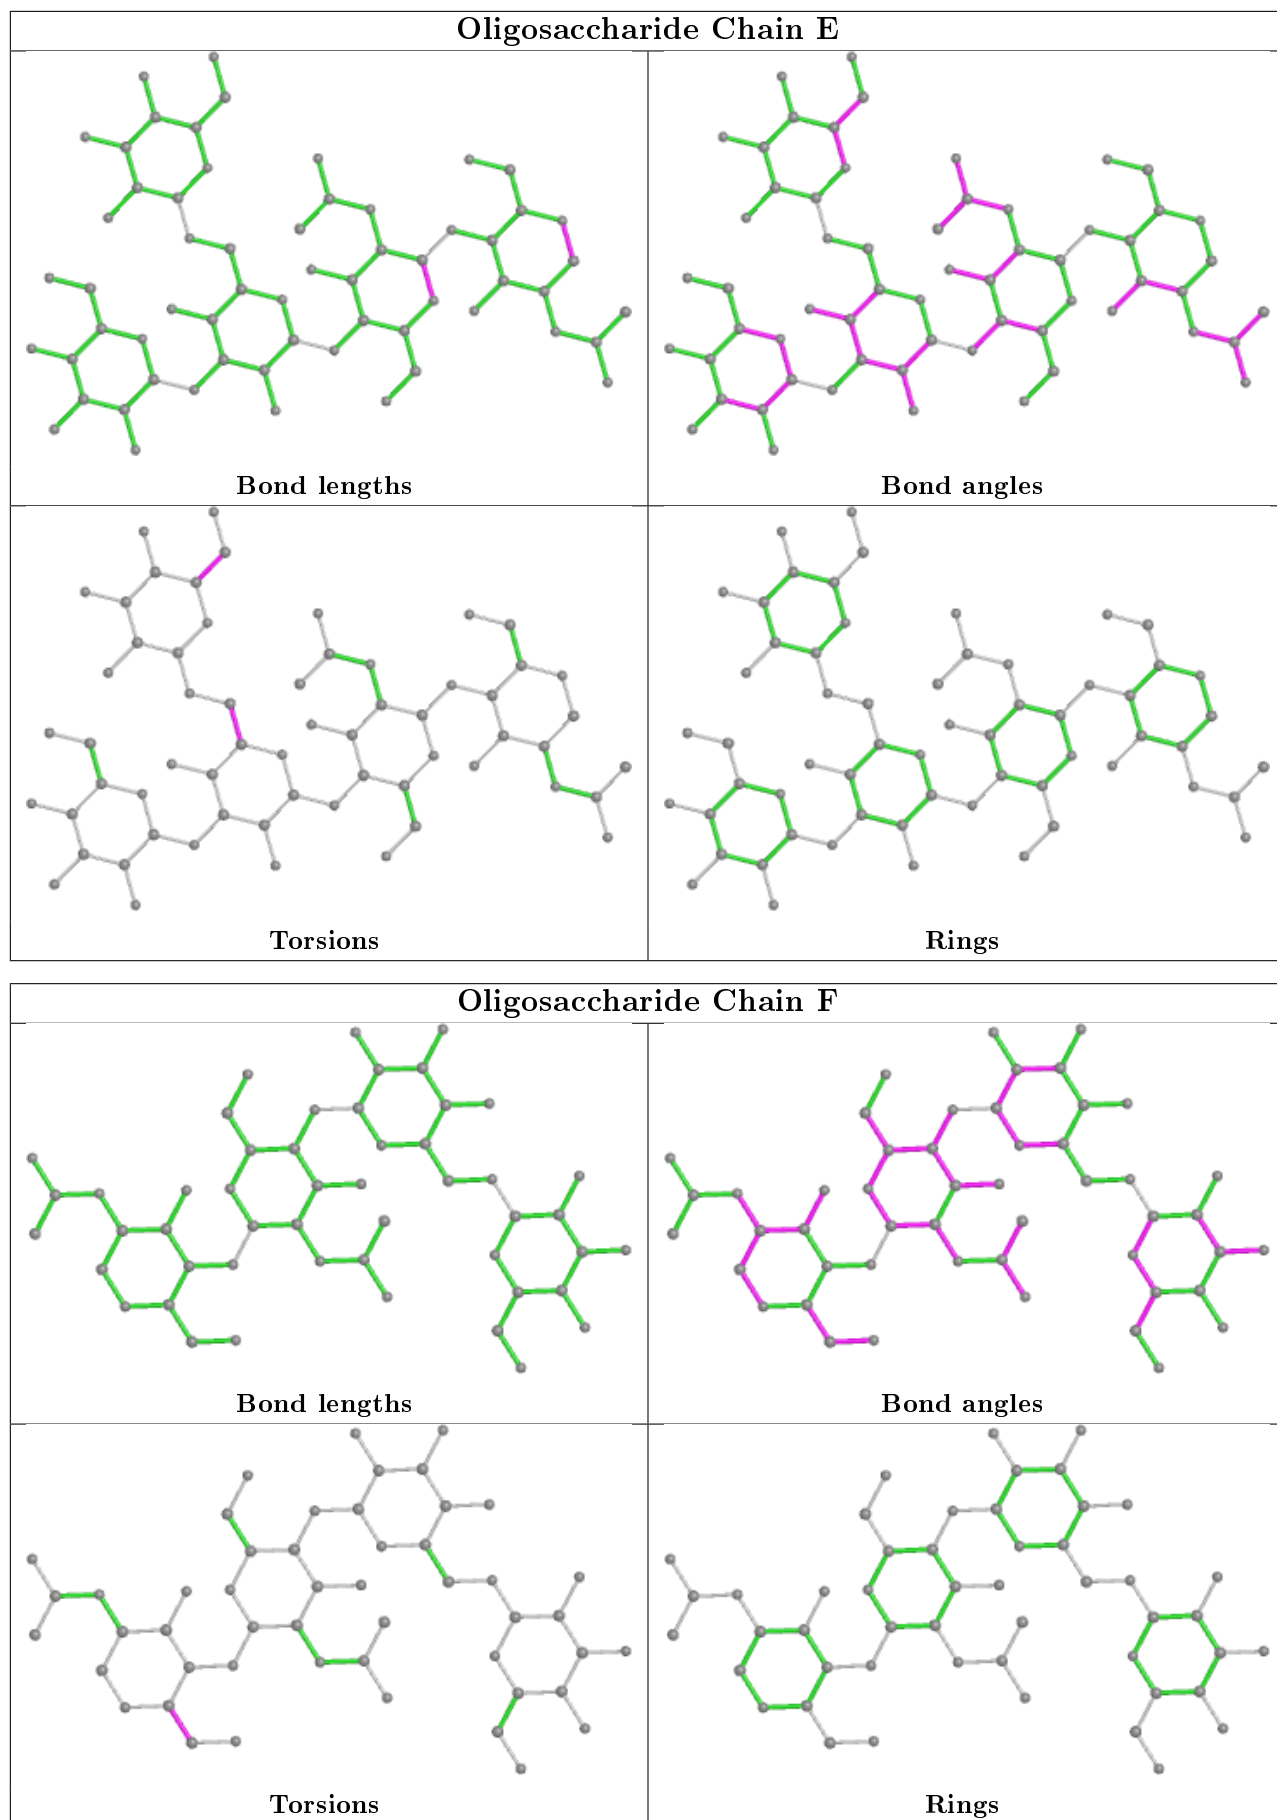 Oligosaccharide Chain E
Bond lengths
Bond angles
Torsions
Rings
Oligosaccharide Chain F
Bond lengths
Bond angles
Torsions
Rings